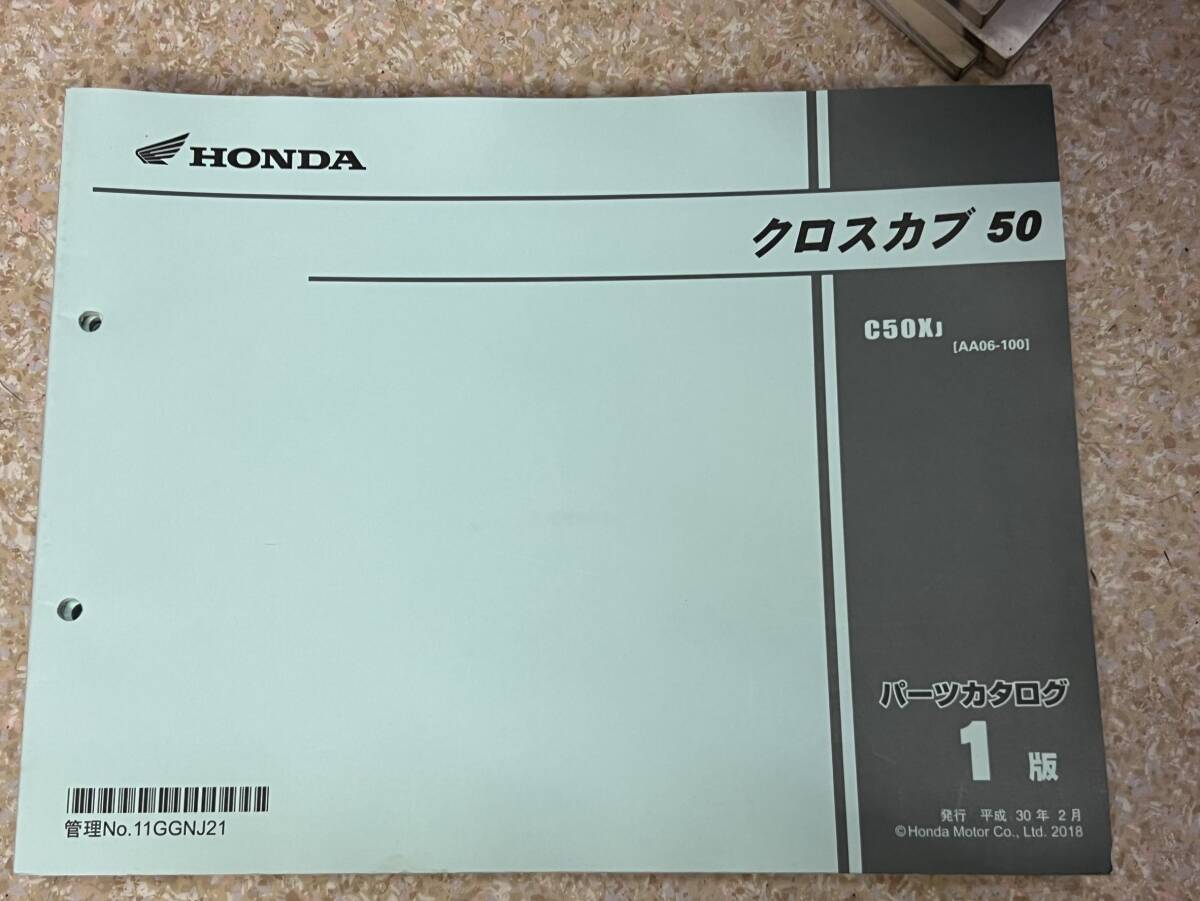 HONDA
クロスカブ 50
C50XJ
[AA06-100]
パーツカタログ
1 版
発行 平成 30 年 2 月
©Honda Motor Co., Ltd. 2018
管理No.11GGNJ21